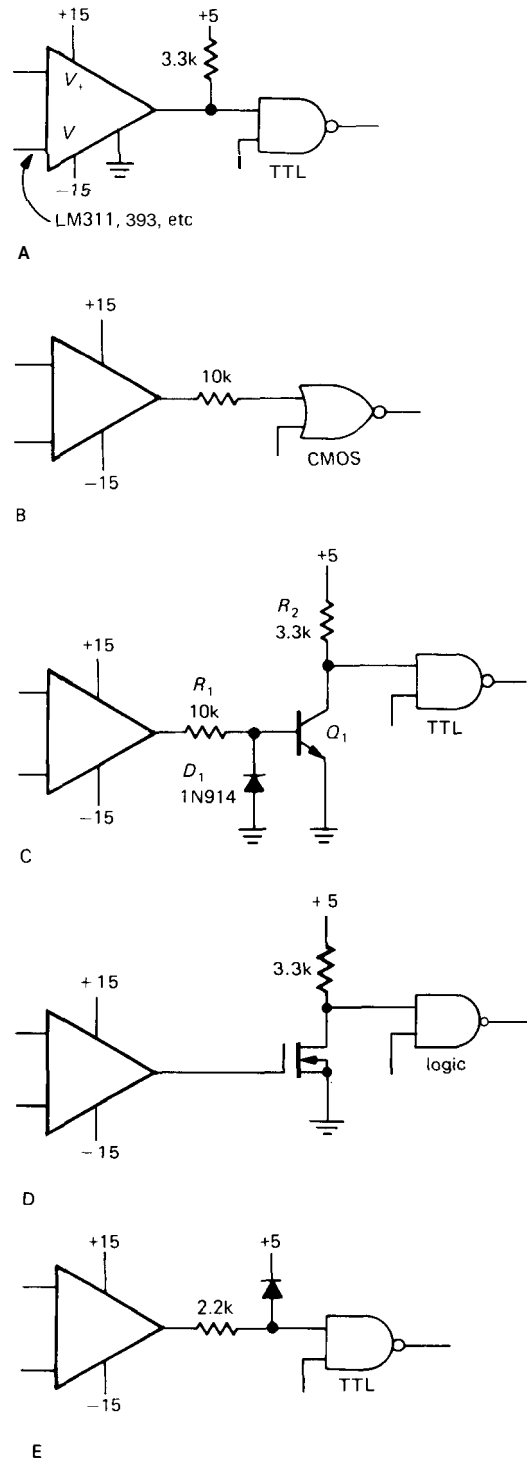 +15
+5
3.3k
V+
V
−15
TTL
LM311, 393, etc
A
+15
10k
−15
CMOS
B
+5
R2
3.3k
+15
R1
10k
Q1
TTL
D1
1N914
−15
C
+ 5
3.3k
+ 15
logic
− 15
D
+15
+5
2.2k
TTL
−15
E